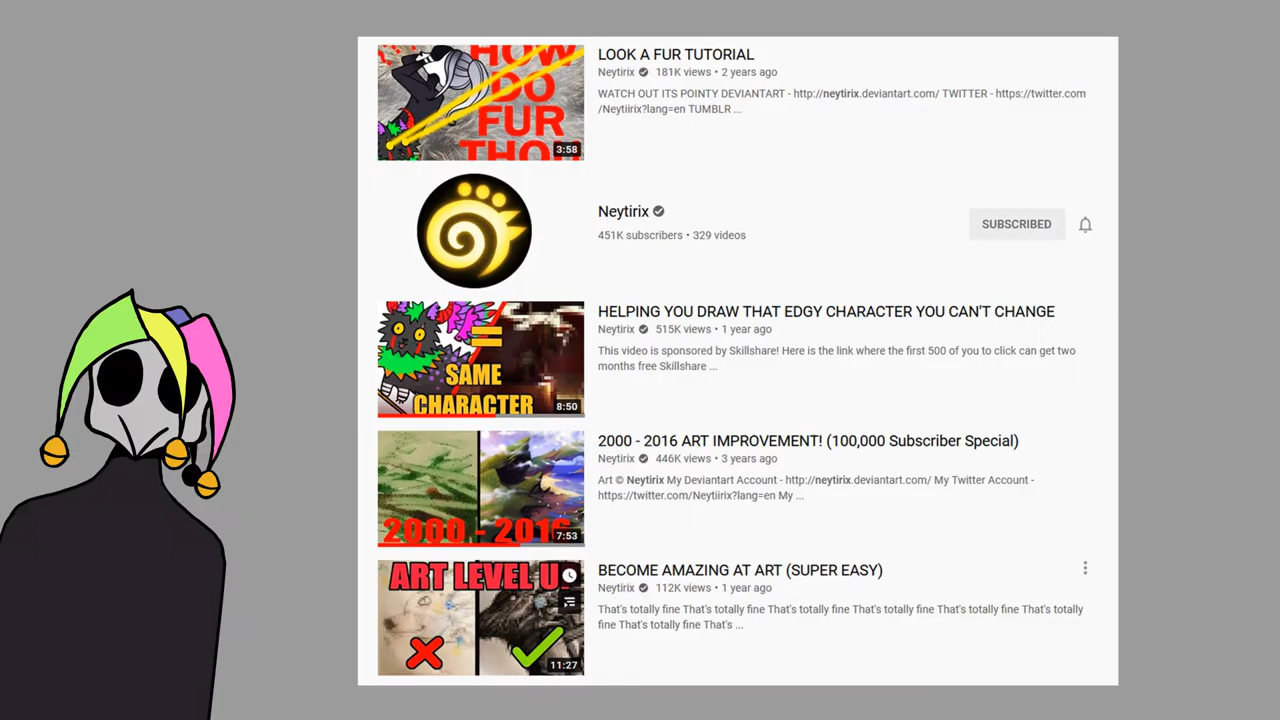 HOW
DO
FUR
THOU
3:58
LOOK A FUR TUTORIAL
Neytirix 181K views • 2 years ago
WATCH OUT ITS POINTY DEVIANTART - http://neytirix.deviantart.com/ TWITTER - https://twitter.com
/Neytiirix?lang=en TUMBLR ...
Neytirix
451K subscribers • 329 videos
SUBSCRIBED
=
SAME
CHARACTER
8:50
HELPING YOU DRAW THAT EDGY CHARACTER YOU CAN'T CHANGE
Neytirix 515K views • 1 year ago
This video is sponsored by Skillshare! Here is the link where the first 500 of you to click can get two
months free Skillshare ...
2000 - 2016
7:53
2000 - 2016 ART IMPROVEMENT! (100,000 Subscriber Special)
Neytirix 446K views • 3 years ago
Art © Neytirix My Deviantart Account - http://neytirix.deviantart.com/ My Twitter Account -
https://twitter.com/Neytiirix?lang=en My ...
ART LEVEL U
11:27
BECOME AMAZING AT ART (SUPER EASY)
Neytirix 112K views • 1 year ago
That's totally fine That's totally fine That's totally fine That's totally fine That's totally fine That's totally
fine That's totally fine That's ...